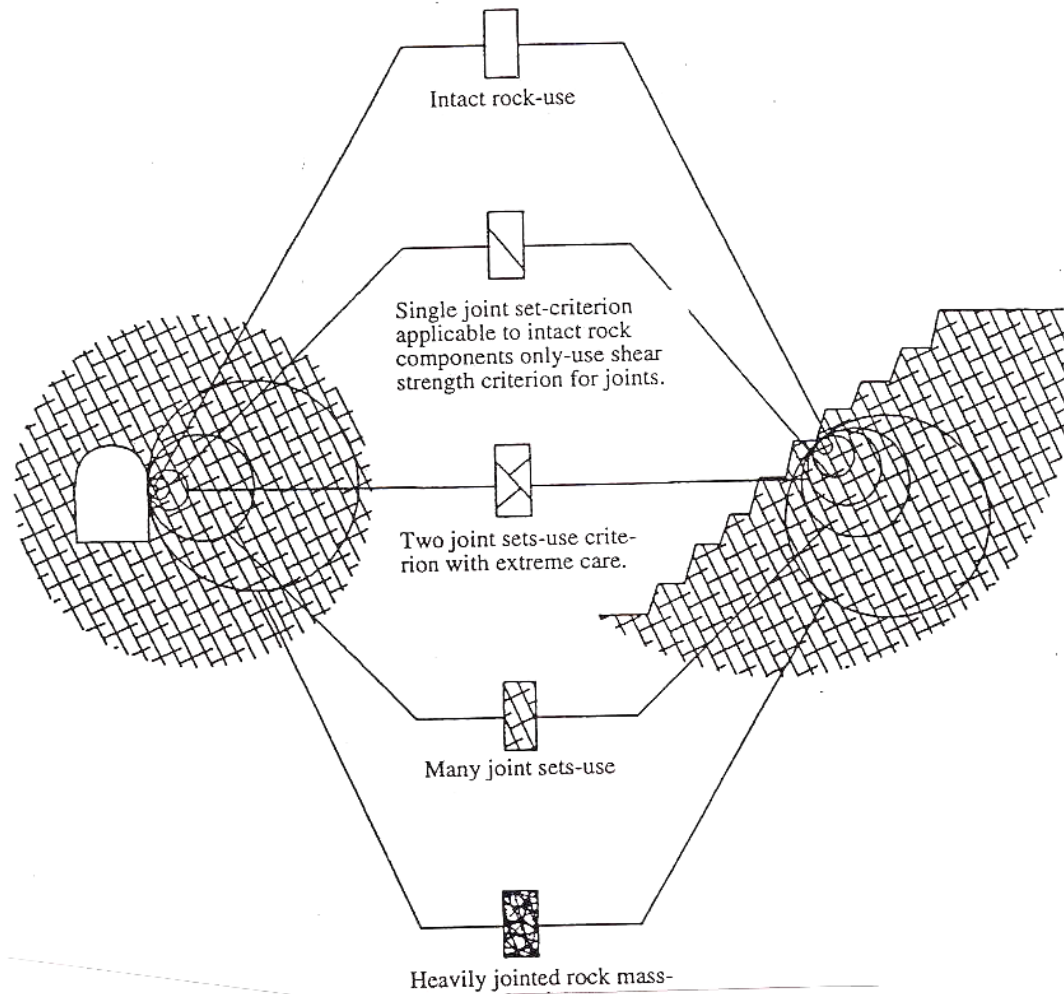 Intact rock-use
Single joint set-criterion
applicable to intact rock
components only-use shear
strength criterion for joints.
Two joint sets-use crite-
rion with extreme care.
Many joint sets-use
Heavily jointed rock mass-